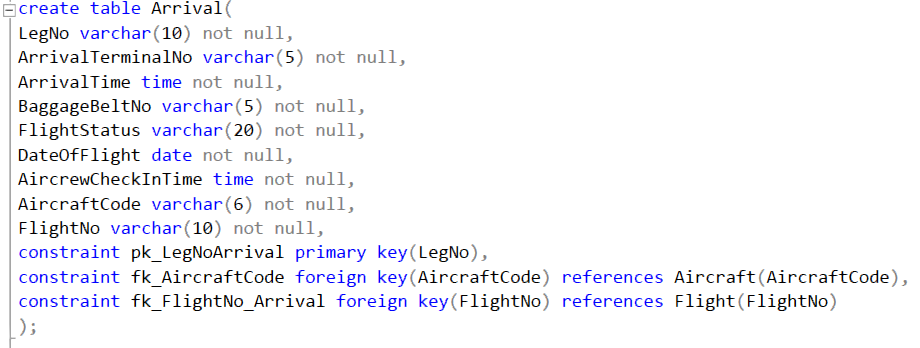 create table Arrival(
LegNo varchar(10) not null,
ArrivalTerminalNo varchar(5) not null,
ArrivalTime time not null,
BaggageBeltNo varchar(5) not null,
FlightStatus varchar(20) not null,
DateOfFlight date not null,
AircrewCheckInTime time not null,
AircraftCode varchar(6) not null,
FlightNo varchar(10) not null,
constraint pk_LegNoArrival primary key(LegNo),
constraint fk_AircraftCode foreign key(AircraftCode) references Aircraft(AircraftCode),
constraint fk_FlightNo_Arrival foreign key(FlightNo) references Flight(FlightNo)
);